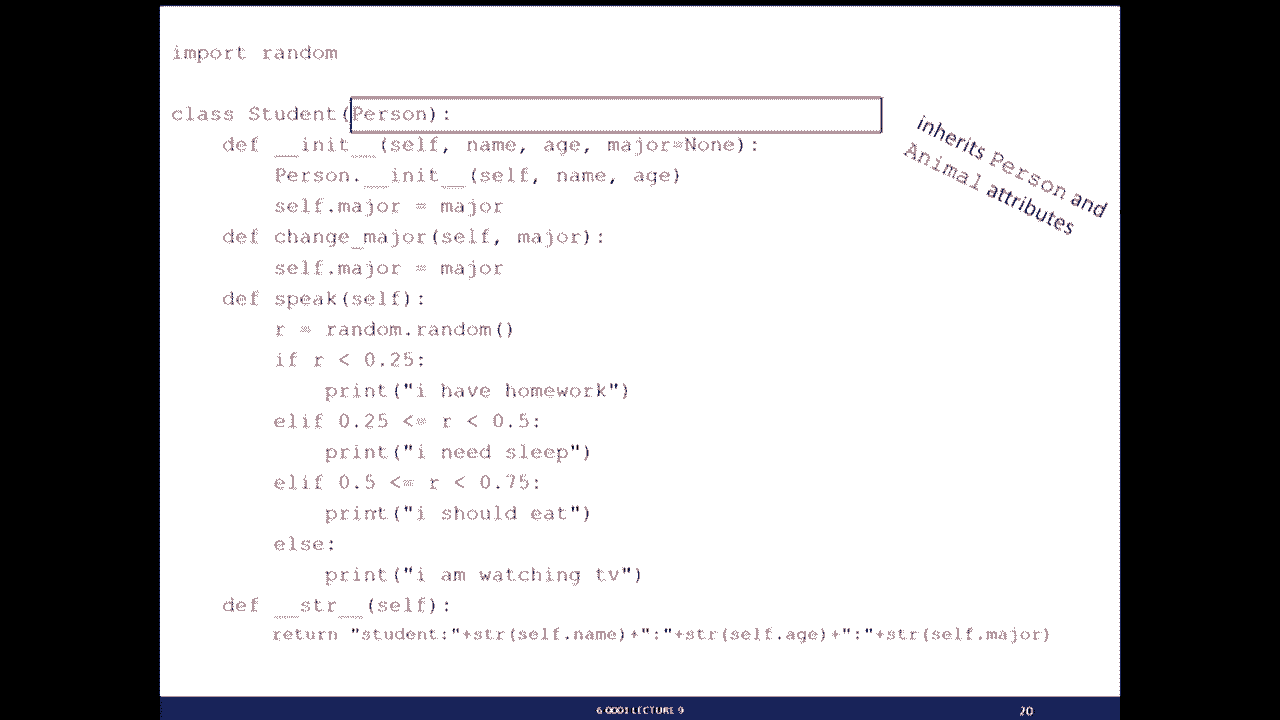 import random
class Student(Person):
def __init__(self, name, age, major=None):
Person.__init__(self, name, age)
self.major = major
def change_major(self, major):
self.major = major
def speak(self):
r = random.random()
if r < 0.25:
print("i have homework")
elif 0.25 <= r < 0.5:
print("i need sleep")
elif 0.5 <= r < 0.75:
print("i should eat")
else:
print("i am watching tv")
def __str__(self):
return "student:"+str(self.name)+":"+str(self.age)+":"+str(self.major)
inherits Person and
Animal attributes
6.0001 LECTURE 9
20